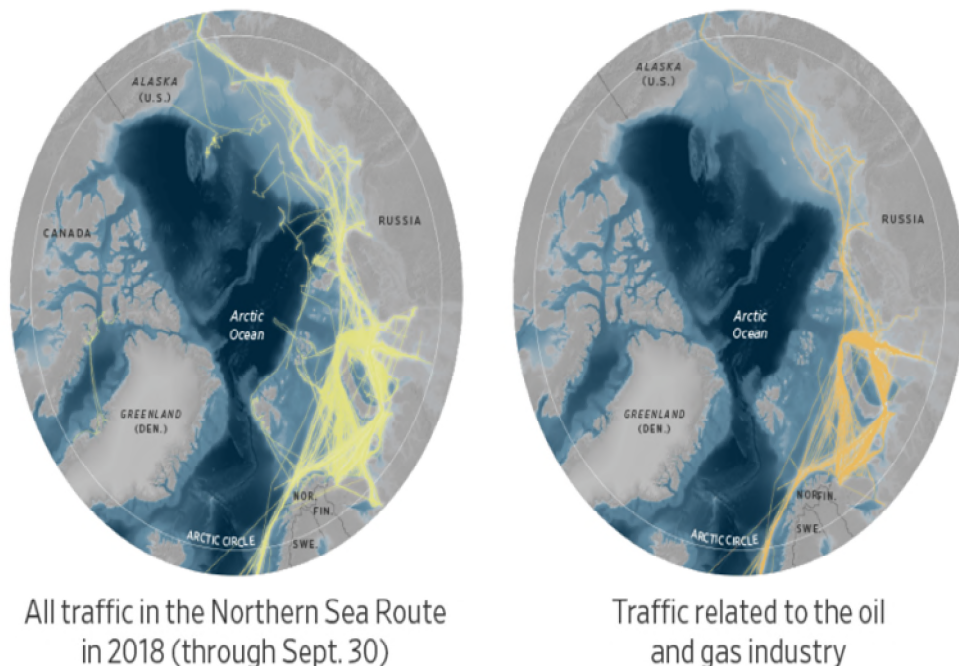 ALASKA
(U.S.)
CANADA
RUSSIA
Arctic
Ocean
GREENLAND
(DEN.)
NOR.
FIN.
SWE.
ARCTIC CIRCLE
All traffic in the Northern Sea Route
in 2018 (through Sept. 30)
ALASKA
(U.S.)
RUSSIA
Arctic
Ocean
GREENLAND
(DEN.)
NOR.
FIN.
SWE.
ARCTIC CIRCLE
Traffic related to the oil
and gas industry